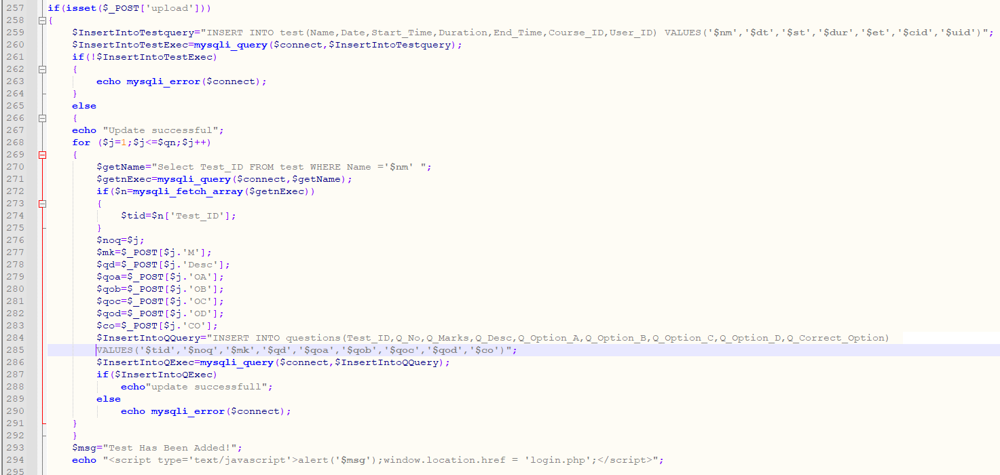 257 if(isset($_POST['upload']))
258 {
259 $InsertIntoTestquery="INSERT INTO test(Name,Date,Start_Time,Duration,End_Time,Course_ID,User_ID) VALUES('$nm','$dt','$st','$dur','$et','$cid','$uid')";
260 $InsertIntoTestExec=mysqli_query($connect,$InsertIntoTestquery);
261 if(!$InsertIntoTestExec)
262 {
263 echo mysqli_error($connect);
264 }
265 else
266 {
267 echo "Update successful";
268 for ($j=1;$j<=$qn;$j++)
269 {
270 $getName="Select Test_ID FROM test WHERE Name ='$nm' ";
271 $getnExec=mysqli_query($connect,$getName);
272 if($n=mysqli_fetch_array($getnExec))
273 {
274 $tid=$n['Test_ID'];
275 }
276 $noq=$j;
277 $mk=$_POST[$j.'M'];
278 $qd=$_POST[$j.'Desc'];
279 $qoa=$_POST[$j.'OA'];
280 $qob=$_POST[$j.'OB'];
281 $qoc=$_POST[$j.'OC'];
282 $qod=$_POST[$j.'OD'];
283 $co=$_POST[$j.'CO'];
284 $InsertIntoQQuery="INSERT INTO questions(Test_ID,Q_No,Q_Marks,Q_Desc,Q_Option_A,Q_Option_B,Q_Option_C,Q_Option_D,Q_Correct_Option)
285 VALUES('$tid','$noq','$mk','$qd','$qoa','$qob','$qoc','$qod','$co')";
286 $InsertIntoQExec=mysqli_query($connect,$InsertIntoQQuery);
287 if($InsertIntoQExec)
288 echo"update successfull";
289 else
290 echo mysqli_error($connect);
291 }
292 }
293 $msg="Test Has Been Added!";
294 echo "<script type='text/javascript'>alert('$msg');window.location.href = 'login.php';</script>";
295